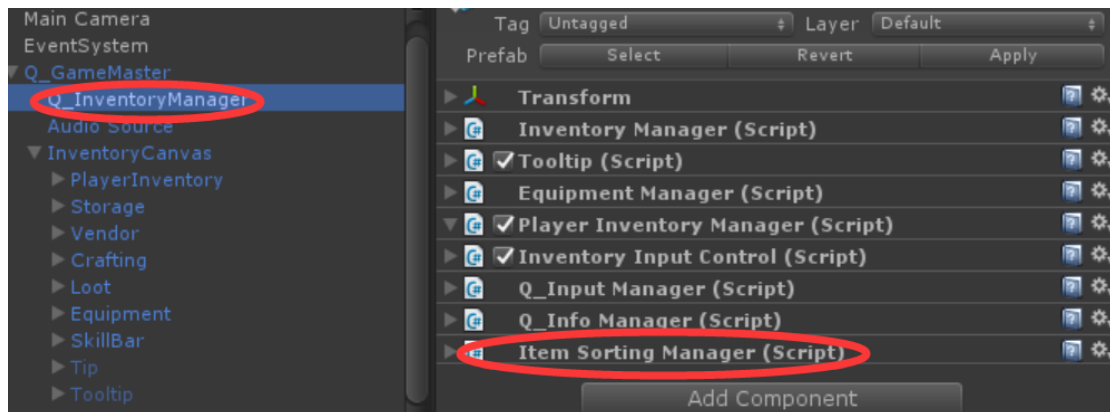 Main Camera
EventSystem
Q_GameMaster
Q_InventoryManager
Audio Source
InventoryCanvas
PlayerInventory
Storage
Vendor
Crafting
Loot
Equipment
SkillBar
Tip
Tooltip
Tag Untagged Layer Default
Prefab Select Revert Apply
Transform
Inventory Manager (Script)
Tooltip (Script)
Equipment Manager (Script)
Player Inventory Manager (Script)
Inventory Input Control (Script)
Q_Input Manager (Script)
Q_Info Manager (Script)
Item Sorting Manager (Script)
Add Component